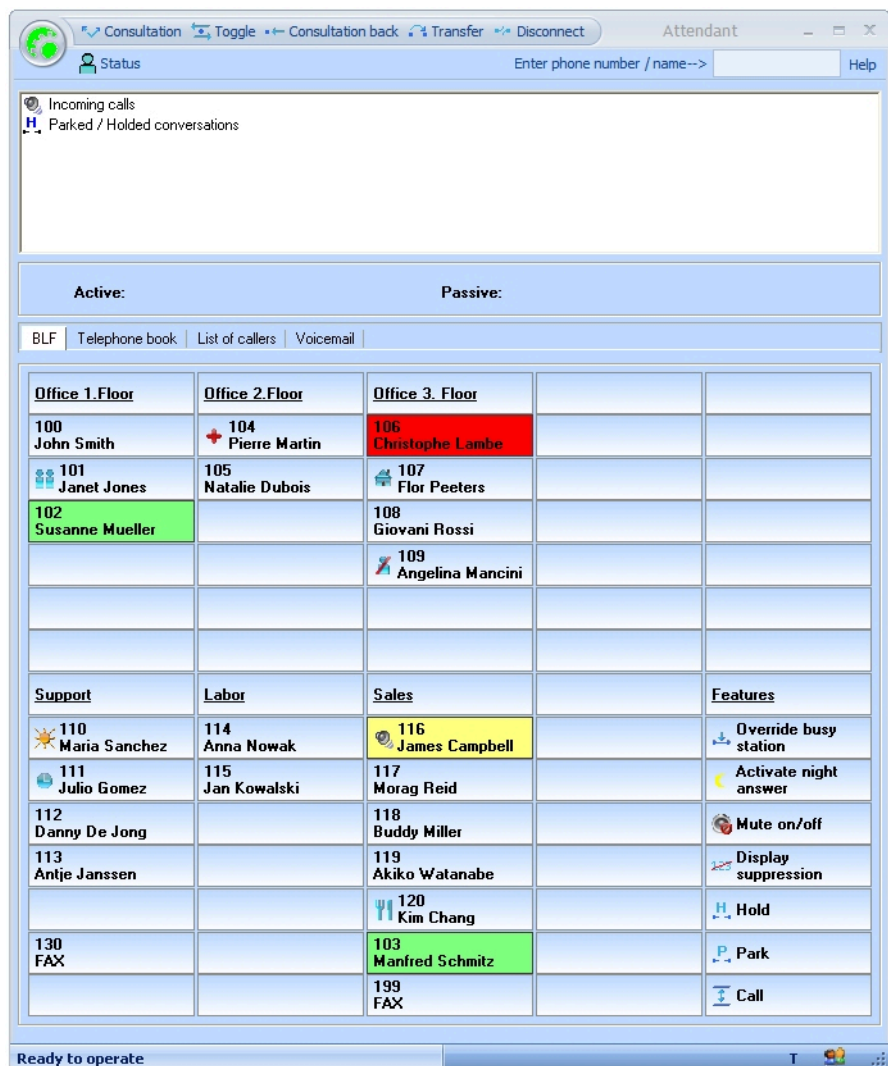 Consultation Toggle Consultation back Transfer Disconnect Attendant
Status Enter phone number / name--> Help
Incoming calls
H Parked / Holded conversations
Active: Passive:
BLF Telephone book List of callers Voicemail
Office 1.Floor Office 2.Floor Office 3. Floor
100 104 106
John Smith Pierre Martin Christophe Lambe
101 105 107
Janet Jones Natalie Dubois Flor Peeters
102 108
Susanne Mueller Giovani Rossi
109
Angelina Mancini
Support Labor Sales Features
110 114 116 Override busy
Maria Sanchez Anna Nowak James Campbell station
111 115 117 Activate night
Julio Gomez Jan Kowalski Morag Reid answer
112 118 Mute on/off
Danny De Jong Buddy Miller
113 119 123 Display
Antje Janssen Akiko Watanabe suppression
120 H Hold
Kim Chang
130 103 P Park
FAX Manfred Schmitz
199 Call
FAX
Ready to operate T